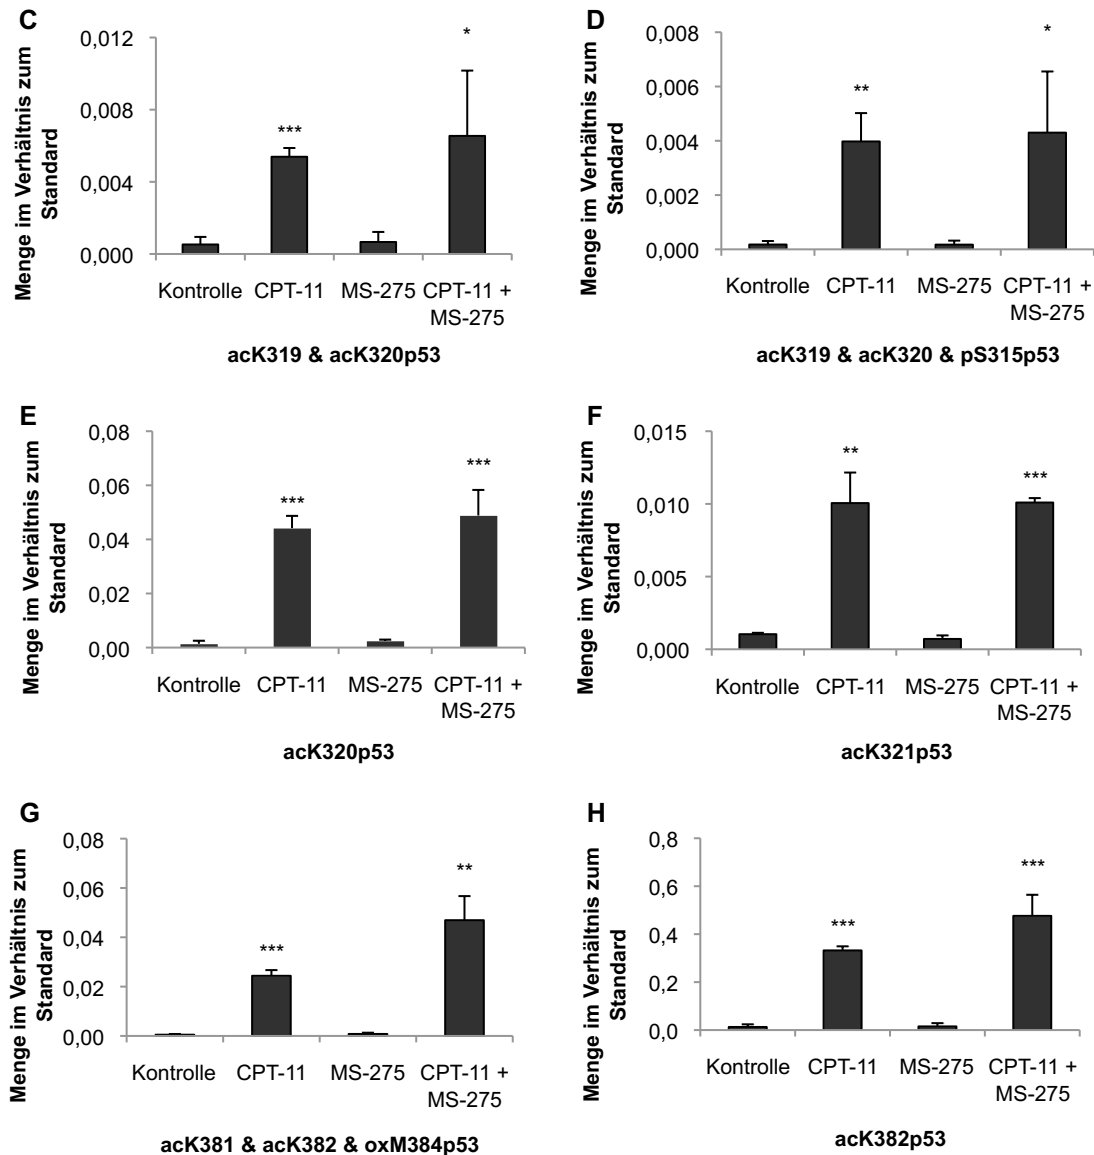 C
0,012
0,008
0,004
0,000
Menge im Verhältnis zum
Standard
***
*
Kontrolle CPT-11 MS-275 CPT-11 +
MS-275
acK319 & acK320p53
D
0,008
0,006
0,004
0,002
0,000
Menge im Verhältnis zum
Standard
**
*
Kontrolle CPT-11 MS-275 CPT-11 +
MS-275
acK319 & acK320 & pS315p53
E
0,08
0,06
0,04
0,02
0,00
Menge im Verhältnis zum
Standard
***
***
Kontrolle CPT-11 MS-275 CPT-11 +
MS-275
acK320p53
F
0,015
0,010
0,005
0,000
Menge im Verhältnis zum
Standard
**
***
Kontrolle CPT-11 MS-275 CPT-11 +
MS-275
acK321p53
G
0,08
0,06
0,04
0,02
0,00
Menge im Verhältnis zum
Standard
***
**
Kontrolle CPT-11 MS-275 CPT-11 +
MS-275
acK381 & acK382 & oxM384p53
H
0,8
0,6
0,4
0,2
0,0
Menge im Verhältnis zum
Standard
***
***
Kontrolle CPT-11 MS-275 CPT-11 +
MS-275
acK382p53